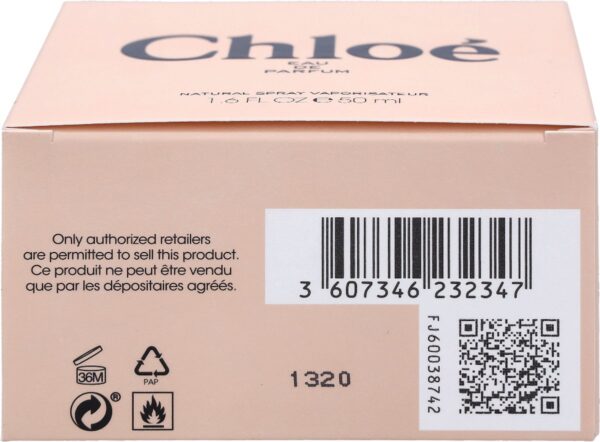 Chloé
EAU
DE
PARFUM
NATURAL SPRAY VAPORISATEUR
1.6 FL.OZ ℮ 50 ml
Only authorized retailers
are permitted to sell this product.
Ce produit ne peut être vendu
que par les dépositaires agréés.
3 607346 232347
FJ60038742
36M
PAP
®
1320